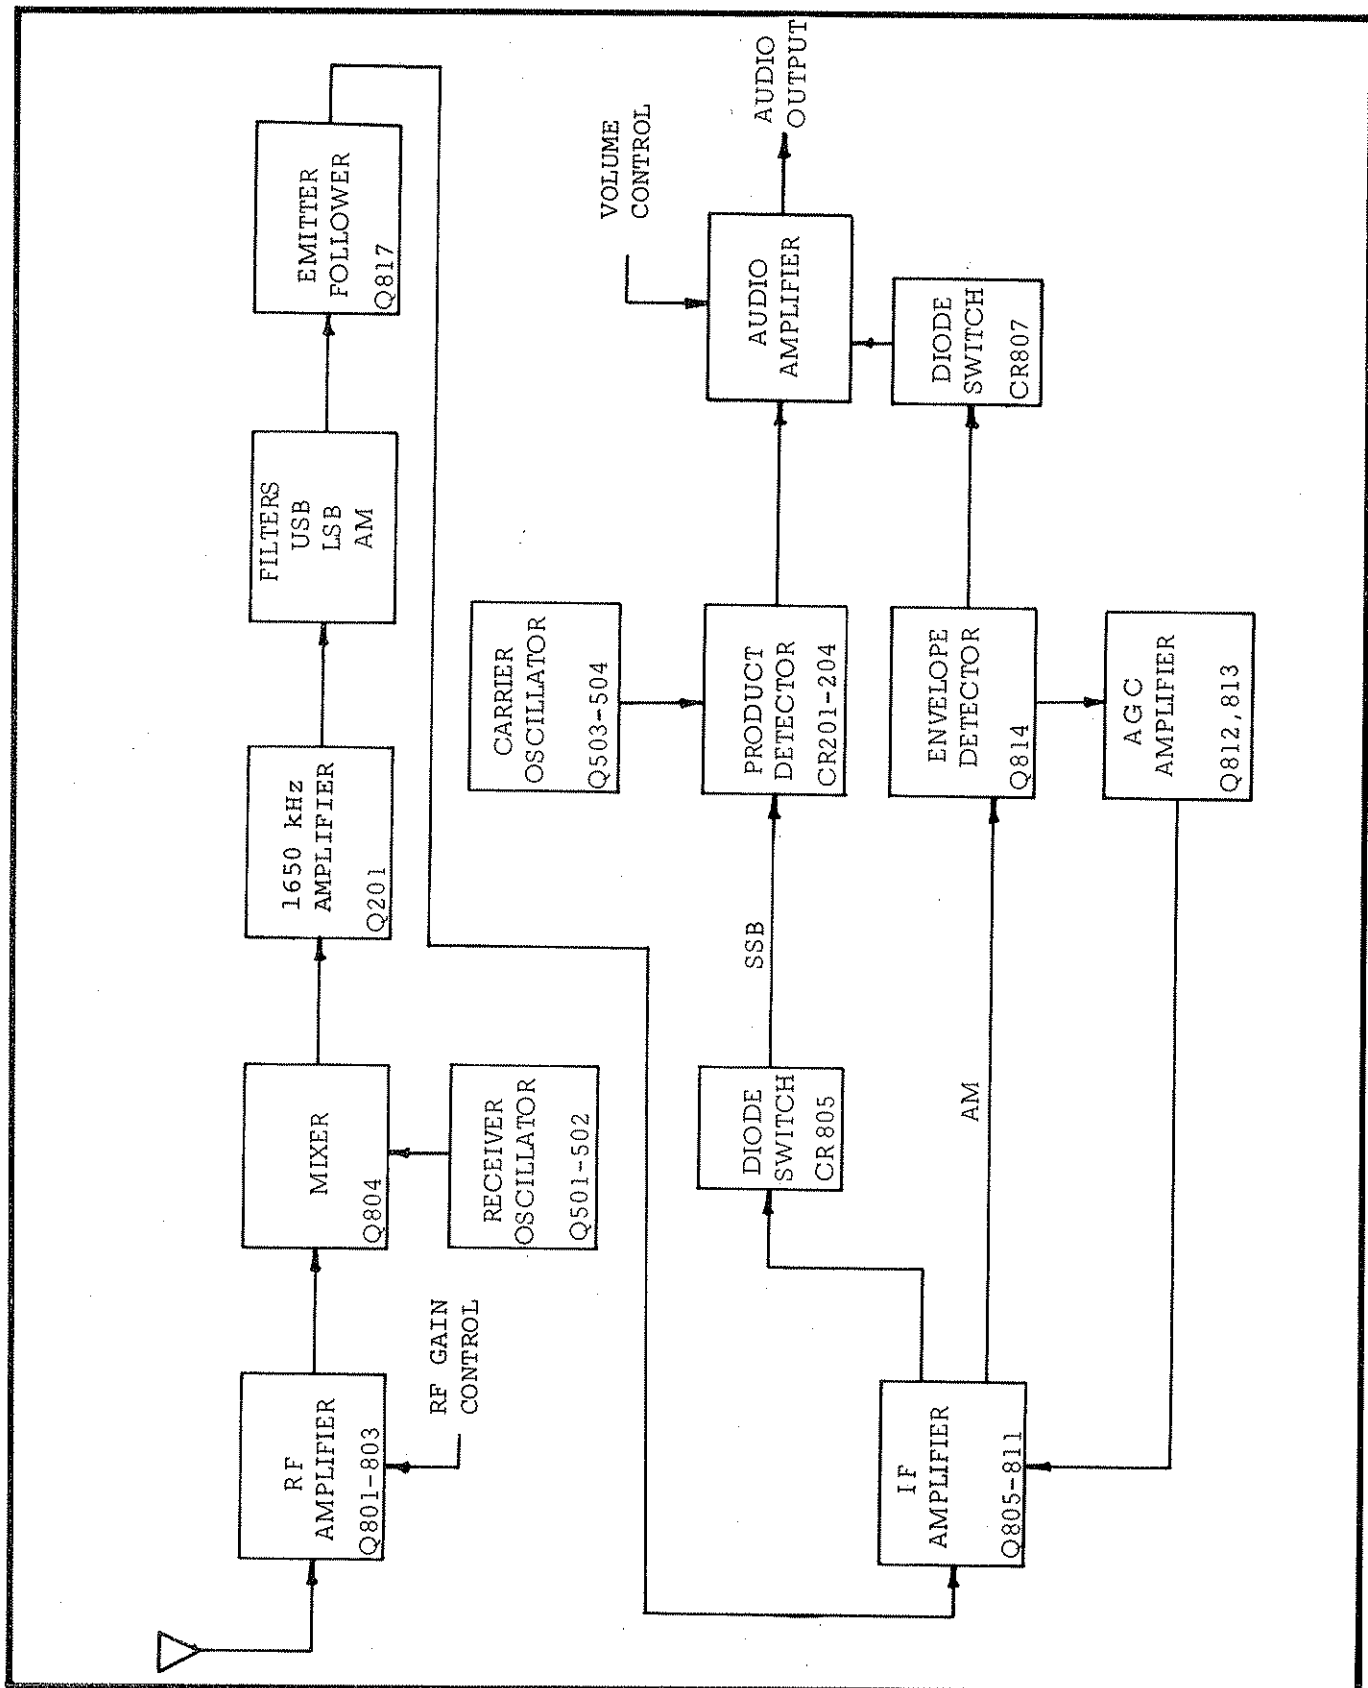 RF
AMPLIFIER
Q801-803
RF GAIN
CONTROL
MIXER
Q804
RECEIVER
OSCILLATOR
Q501-502
1650 kHz
AMPLIFIER
Q201
FILTERS
USB
LSB
AM
EMITTER
FOLLOWER
Q817
IF
AMPLIFIER
Q805-811
DIODE
SWITCH
CR805
SSB
AM
CARRIER
OSCILLATOR
Q503-504
PRODUCT
DETECTOR
CR201-204
ENVELOPE
DETECTOR
Q814
AGC
AMPLIFIER
Q812,813
VOLUME
CONTROL
AUDIO
AMPLIFIER
DIODE
SWITCH
CR807
AUDIO
OUTPUT